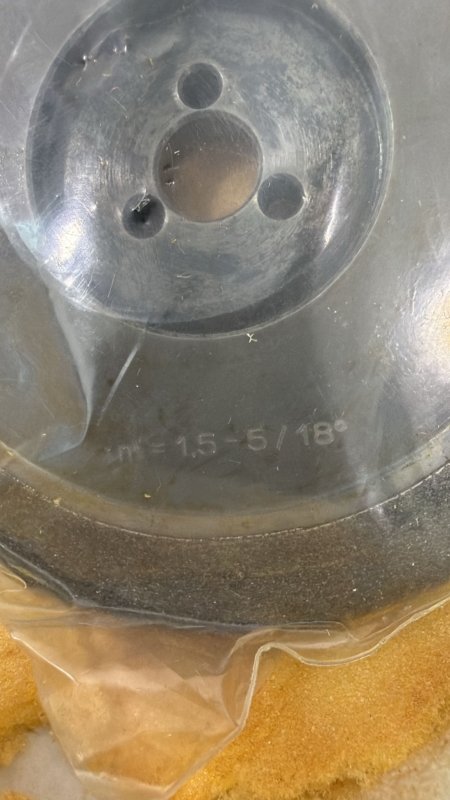 m = 1,5 - 5 / 18°